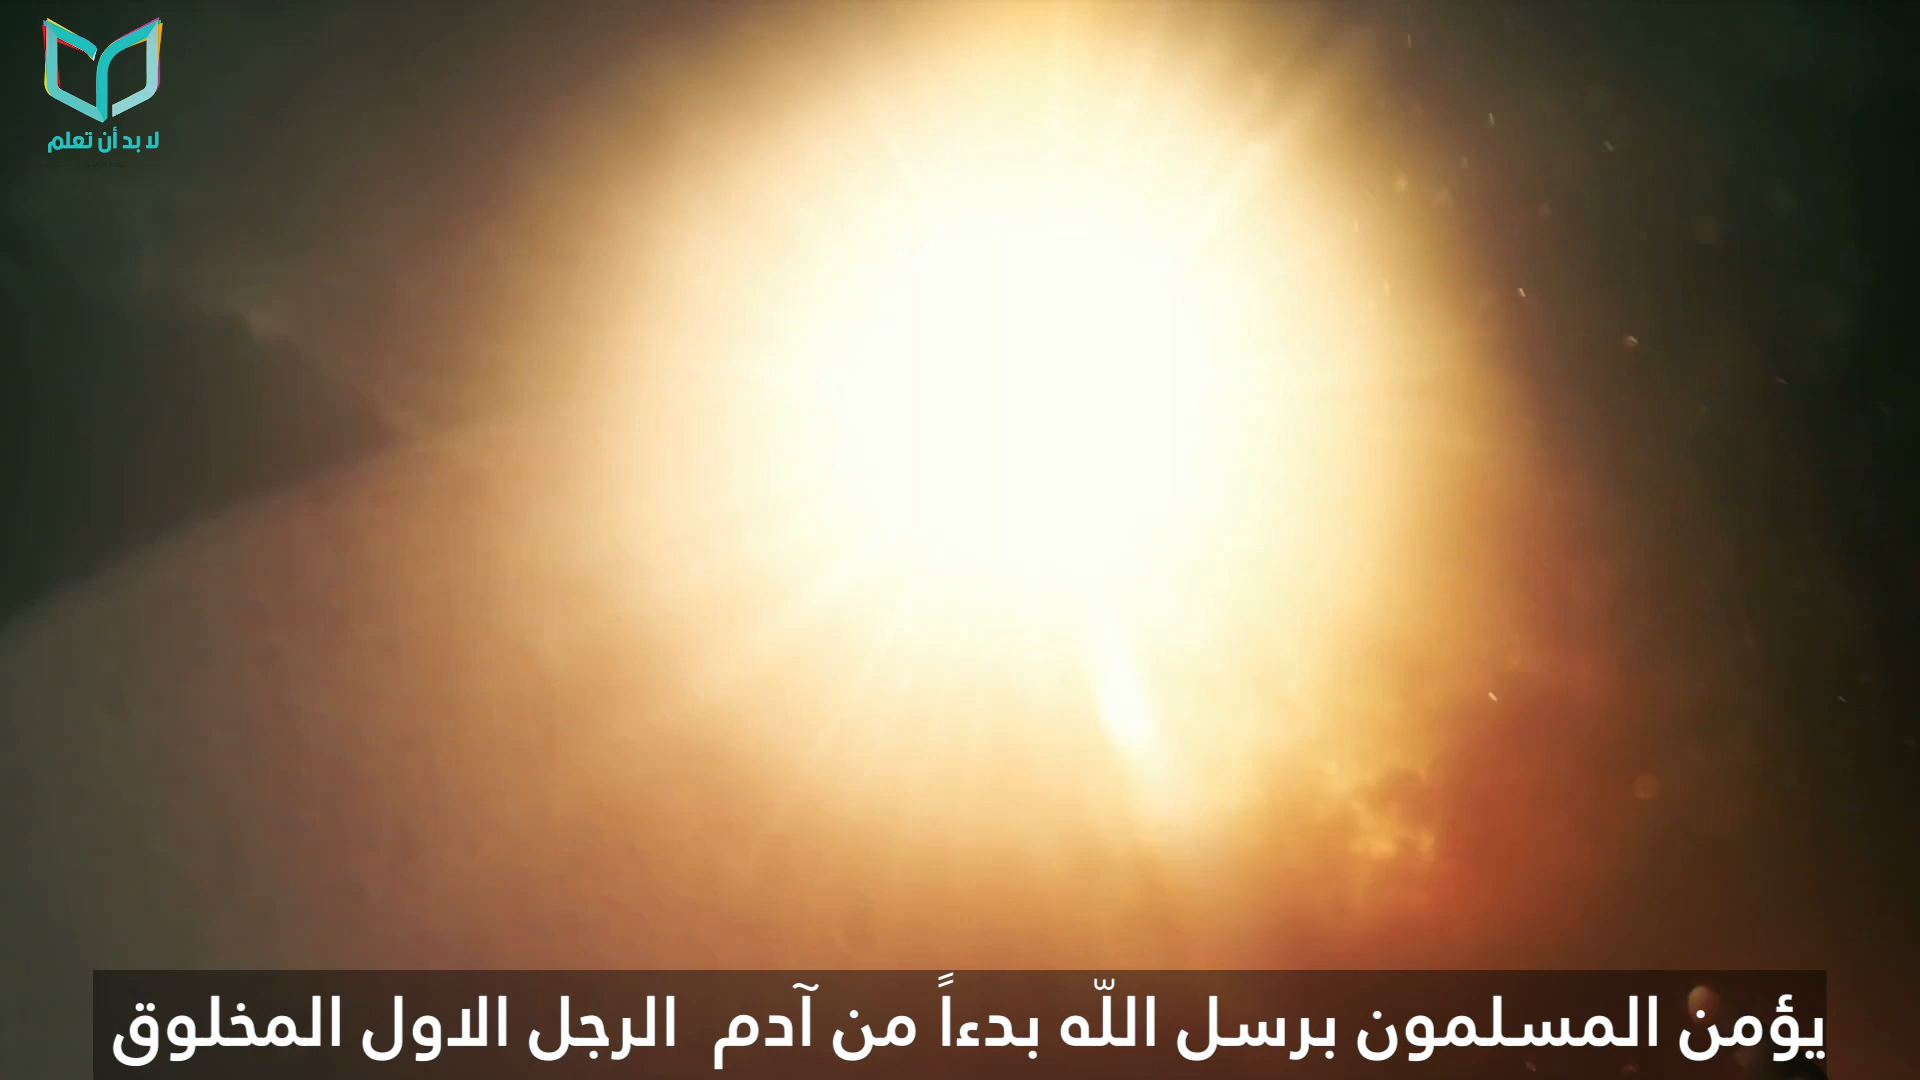 لا بد أن تعلم
يؤمن المسلمون برسل اللّه بدءاً من آدم الرجل الاول المخلوق